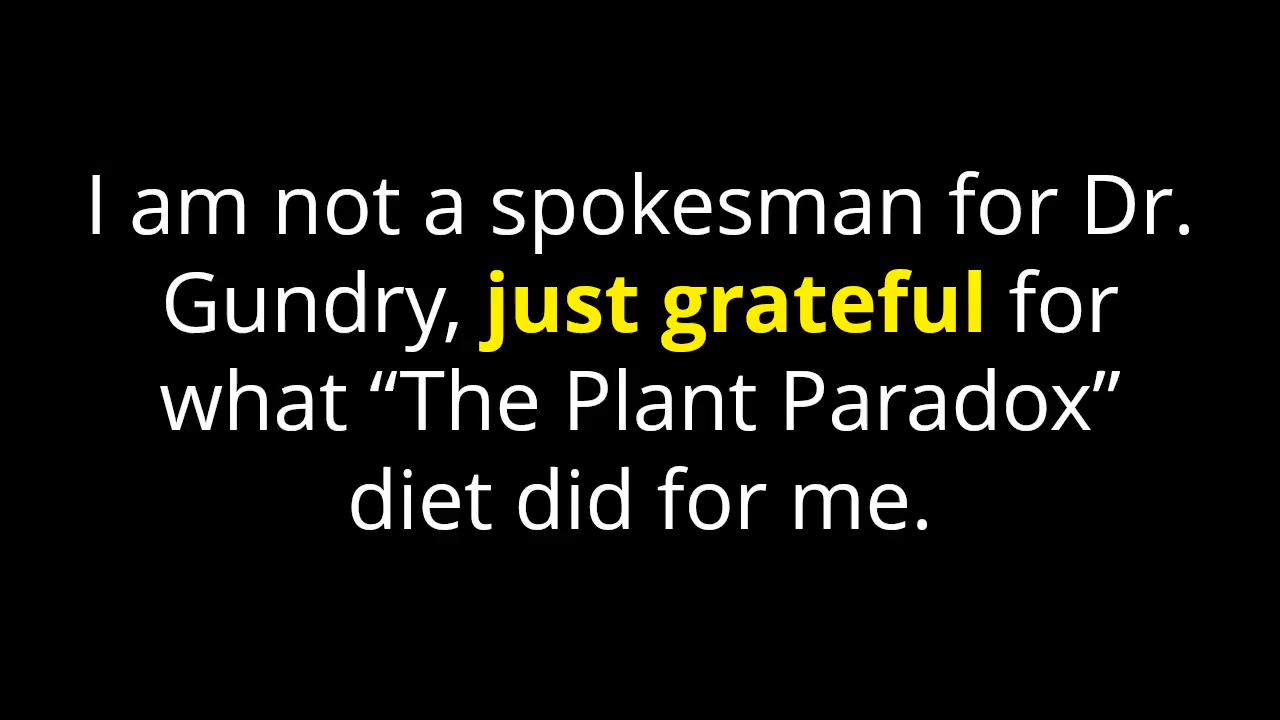 I am not a spokesman for Dr.
Gundry, just grateful for
what “The Plant Paradox”
diet did for me.